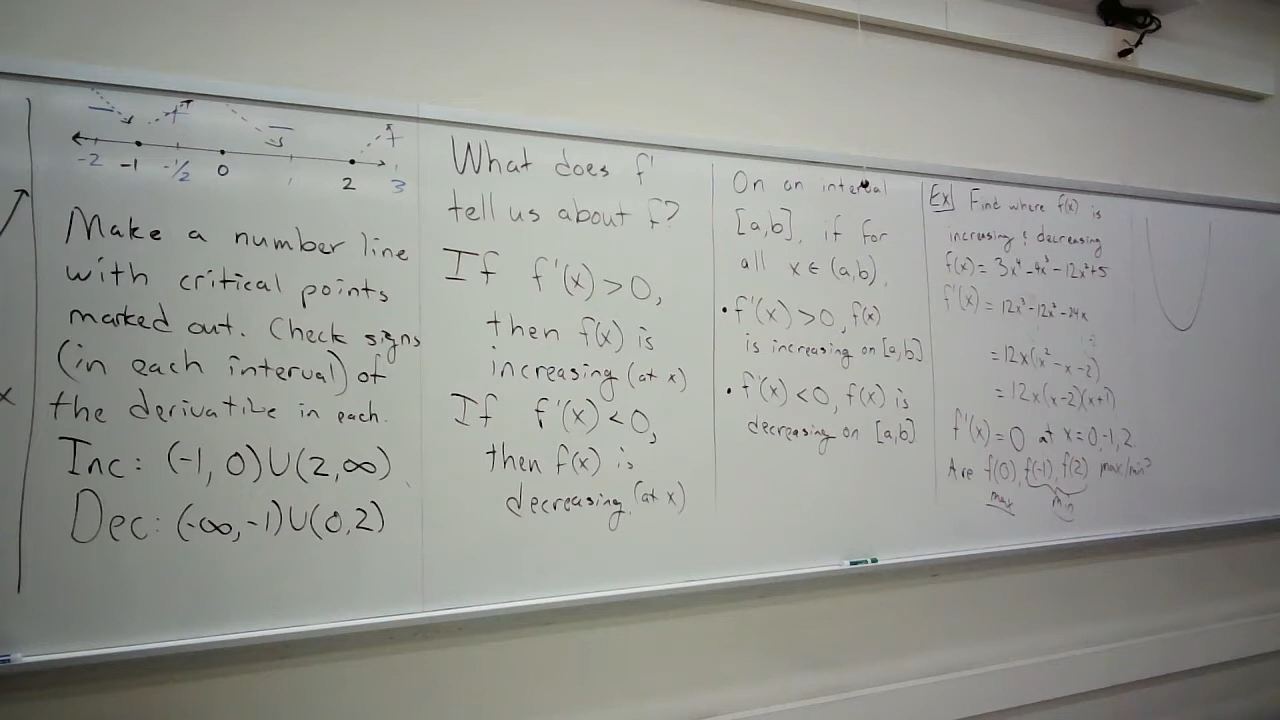 − + − +
-2 -1 -1/2 0 1 2 3
Make a number line
with critical points
marked out. Check signs
(in each interval) of
the derivative in each.
Inc: (-1, 0)∪(2, ∞)
Dec: (-∞, -1)∪(0, 2)
What does f'
tell us about f?
If f'(x) > 0,
then f(x) is
increasing (at x)
If f'(x) < 0,
then f(x) is
decreasing (at x)
On an interval
[a,b], if for
all x ∈ (a,b),
• f'(x) > 0, f(x)
is increasing on [a,b]
• f'(x) < 0, f(x) is
decreasing on [a,b]
Ex] Find where f(x) is
increasing & decreasing
f(x) = 3x⁴ - 4x³ - 12x² + 5
f'(x) = 12x³ - 12x² - 24x
= 12x(x² - x - 2)
= 12x(x-2)(x+1)
f'(x) = 0 at x = 0, -1, 2
Are f(0), f(-1), f(2) max/min?
max min